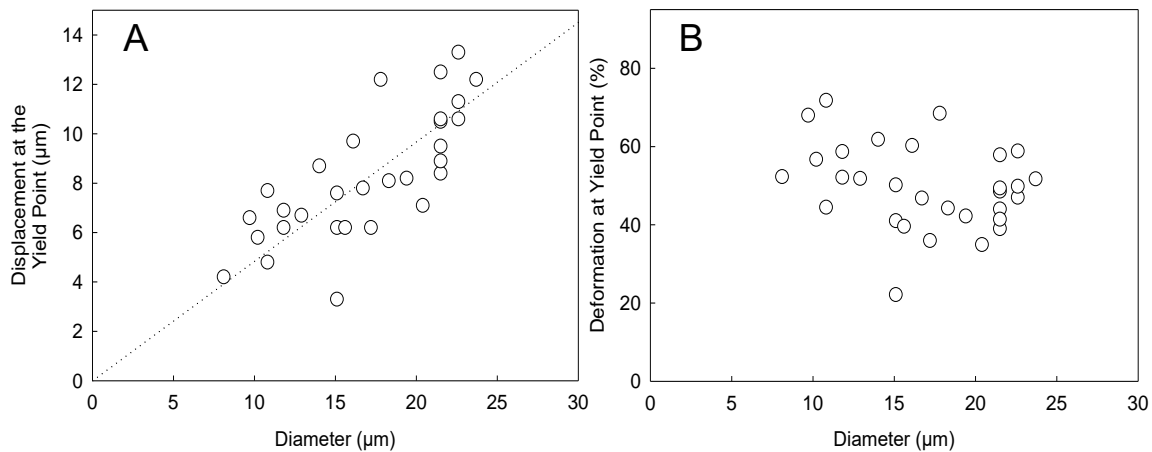 A
Displacement at the
Yield Point (µm)
14
12
10
8
6
4
2
0
0 5 10 15 20 25 30
Diameter (µm)
B
Deformation at Yield Point (%)
80
60
40
20
0
0 5 10 15 20 25 30
Diameter (µm)